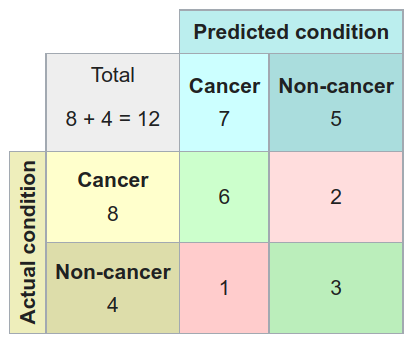 Predicted condition
Total
8 + 4 = 12
Cancer
7
Non-cancer
5
Actual condition
Cancer
8
6
2
Non-cancer
4
1
3